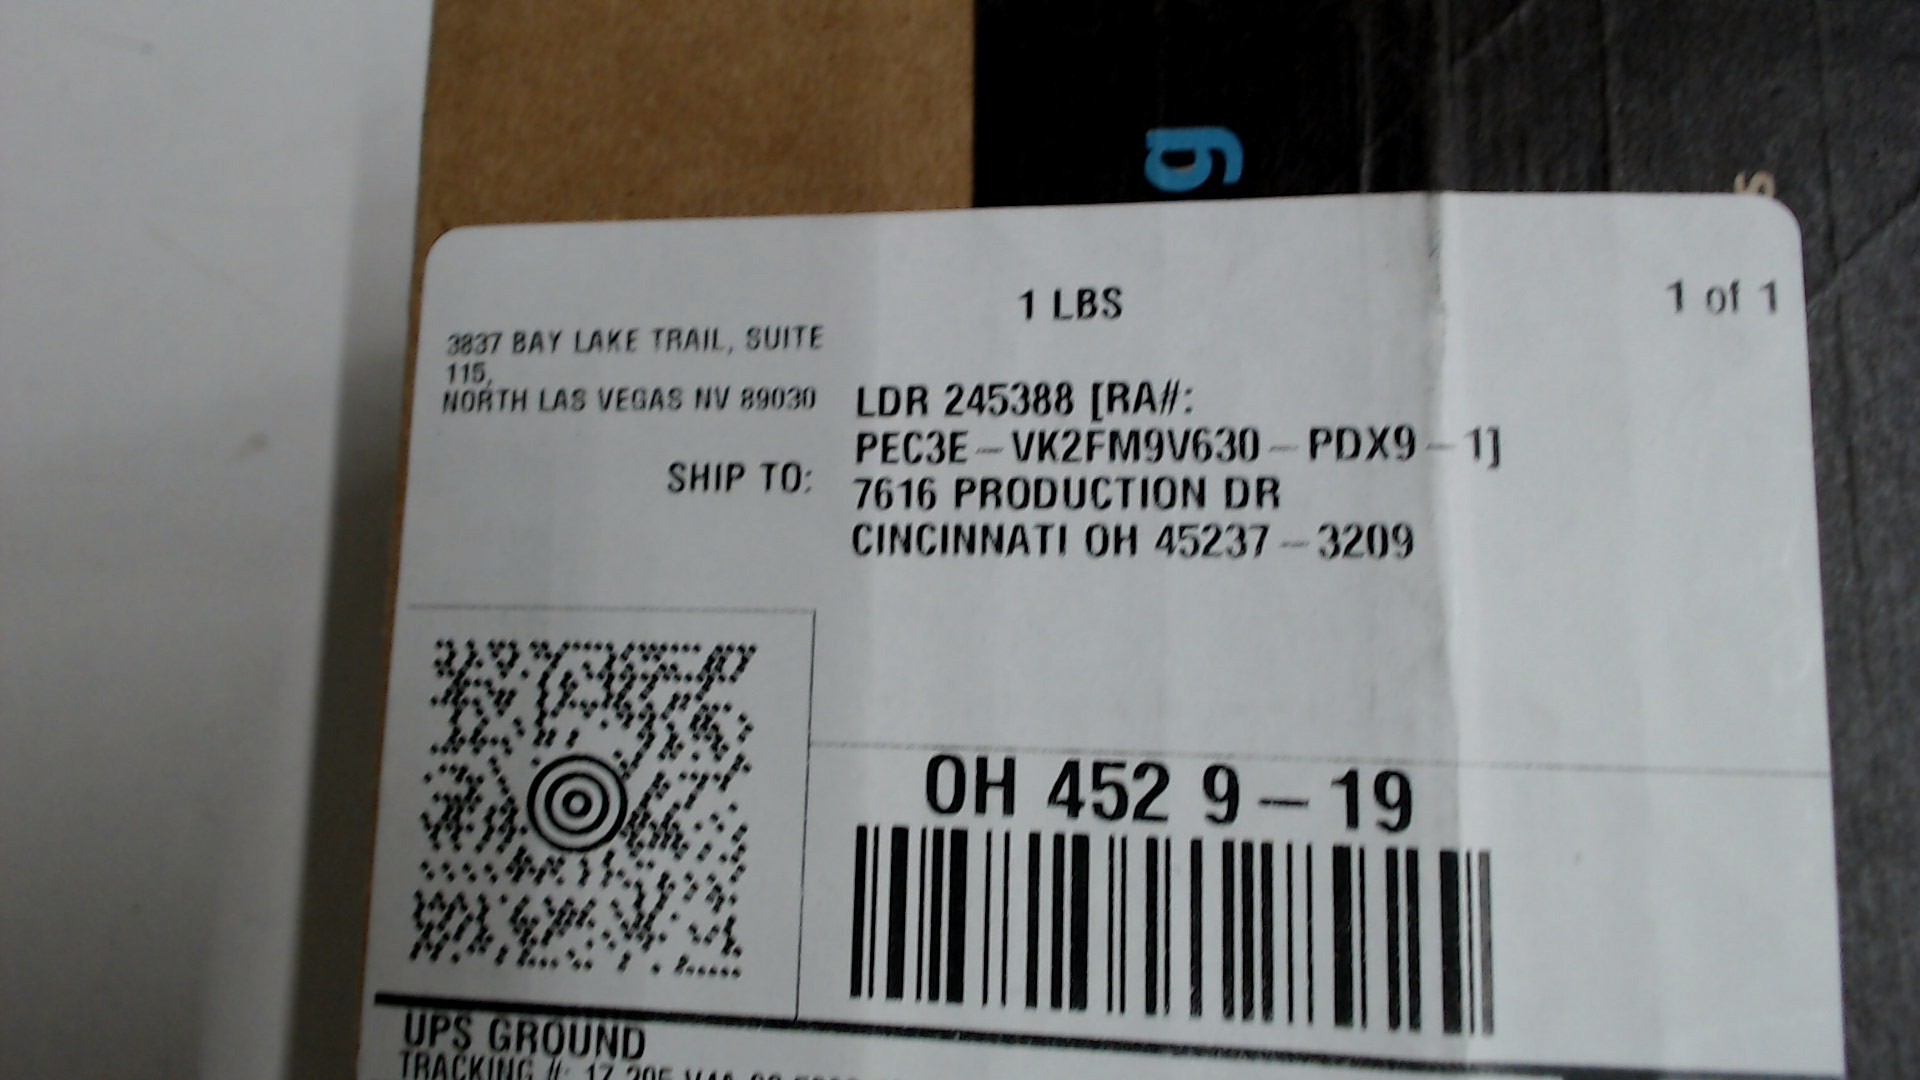 g
s
1 LBS
1 of 1
3837 BAY LAKE TRAIL, SUITE
115,
NORTH LAS VEGAS NV 89030
SHIP TO:
LDR 245388 [RA#:
PEC3E-VK2FM9V630-PDX9-1]
7616 PRODUCTION DR
CINCINNATI OH 45237-3209
OH 452 9-19
UPS GROUND
TRACKING #: